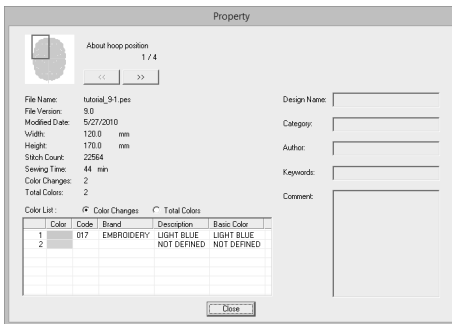 Property
About hoop position
1 / 4
<< >>
File Name: tutorial_9-1.pes
File Version: 9.0
Modified Date: 5/27/2010
Width: 120.0 mm
Height: 170.0 mm
Stitch Count: 22564
Sewing Time: 44 min
Color Changes: 2
Total Colors: 2
Color List : Color Changes Total Colors
Color Code Brand Description Basic Color
1 017 EMBROIDERY LIGHT BLUE LIGHT BLUE
2 NOT DEFINED NOT DEFINED
Design Name:
Category:
Author:
Keywords:
Comment:
Close